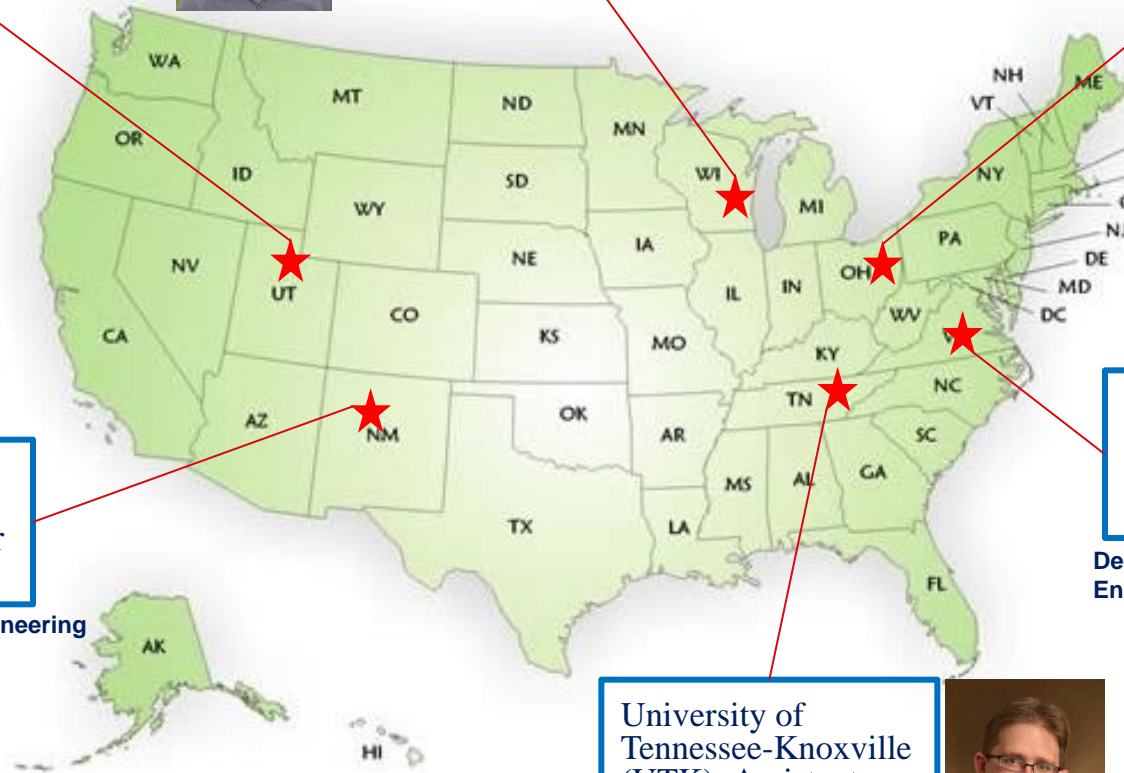 WA
MT
ND
MN
NH
VT
ME
OR
ID
SD
WI
MI
NY
WY
IA
PA
NV
UT
NE
IL
IN
OH
NJ
DE
MD
DC
CA
CO
KS
MO
WV
KY
AZ
NM
OK
TN
NC
AR
SC
MS
AL
GA
TX
LA
FL
neering
AK
HI
De
En
University of
Tennessee-Knoxville
(UTK), Assistant